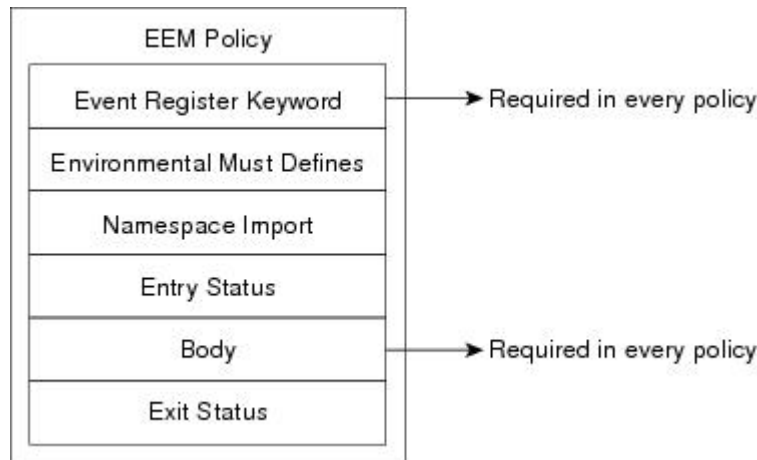 EEM Policy
Event Register Keyword
Required in every policy
Environmental Must Defines
Namespace Import
Entry Status
Body
Required in every policy
Exit Status